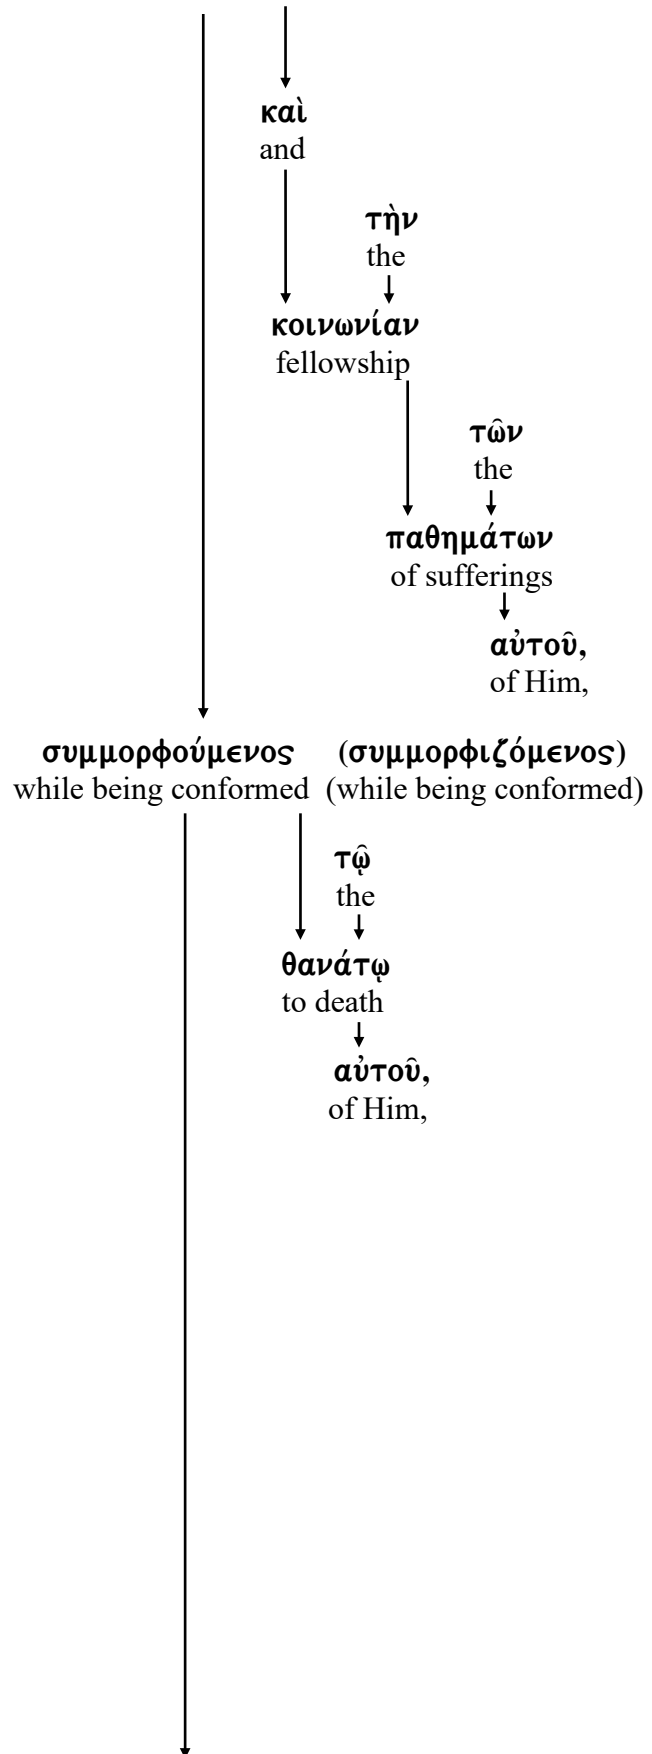 καὶ
and
τὴν
the
κοινωνίαν
fellowship
τῶν
the
παθημάτων
of sufferings
αὐτοῦ,
of Him,
συμμορφούμενος (συμμορφιζόμενος)
while being conformed (while being conformed)
τῷ
the
θανάτῳ
to death
αὐτοῦ,
of Him,